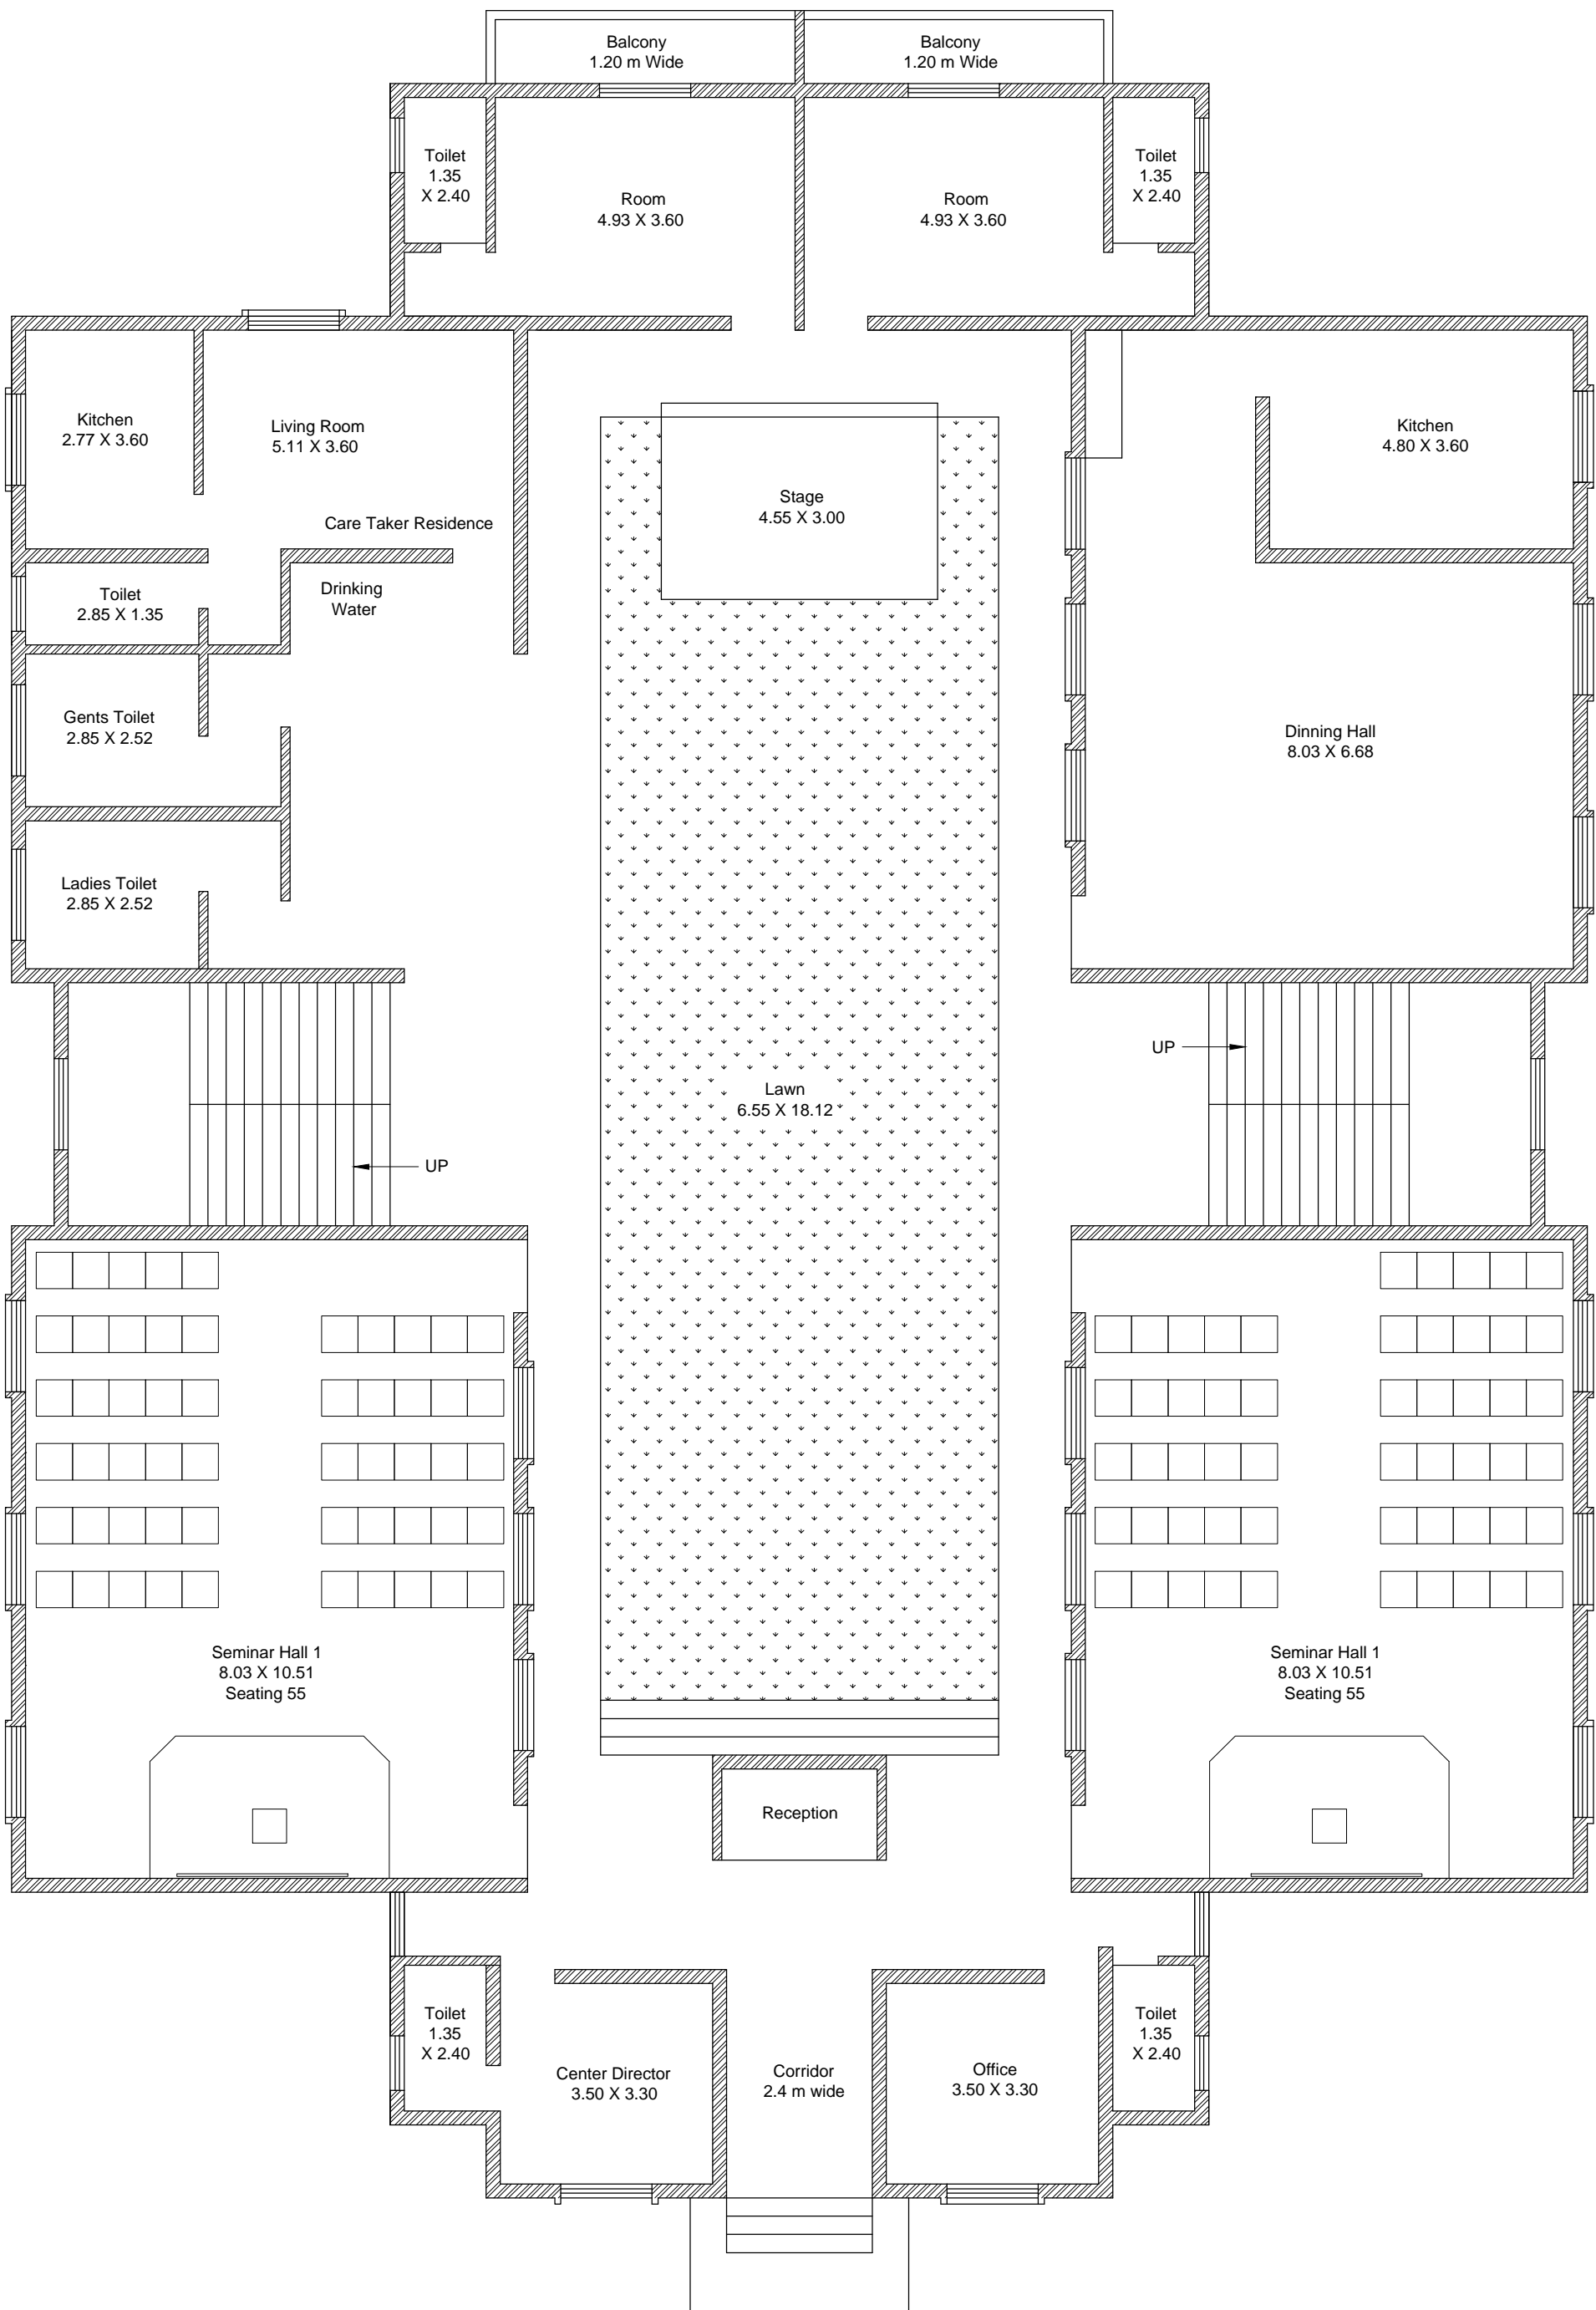 Balcony
1.20 m Wide
Balcony
1.20 m Wide
Toilet
1.35
X 2.40
Room
4.93 X 3.60
Room
4.93 X 3.60
Toilet
1.35
X 2.40
Kitchen
2.77 X 3.60
Living Room
5.11 X 3.60
Care Taker Residence
Stage
4.55 X 3.00
Kitchen
4.80 X 3.60
Toilet
2.85 X 1.35
Drinking
Water
Gents Toilet
2.85 X 2.52
Dinning Hall
8.03 X 6.68
Ladies Toilet
2.85 X 2.52
UP
Lawn
6.55 X 18.12
UP
Seminar Hall 1
8.03 X 10.51
Seating 55
Seminar Hall 1
8.03 X 10.51
Seating 55
Reception
Toilet
1.35
X 2.40
Center Director
3.50 X 3.30
Corridor
2.4 m wide
Office
3.50 X 3.30
Toilet
1.35
X 2.40